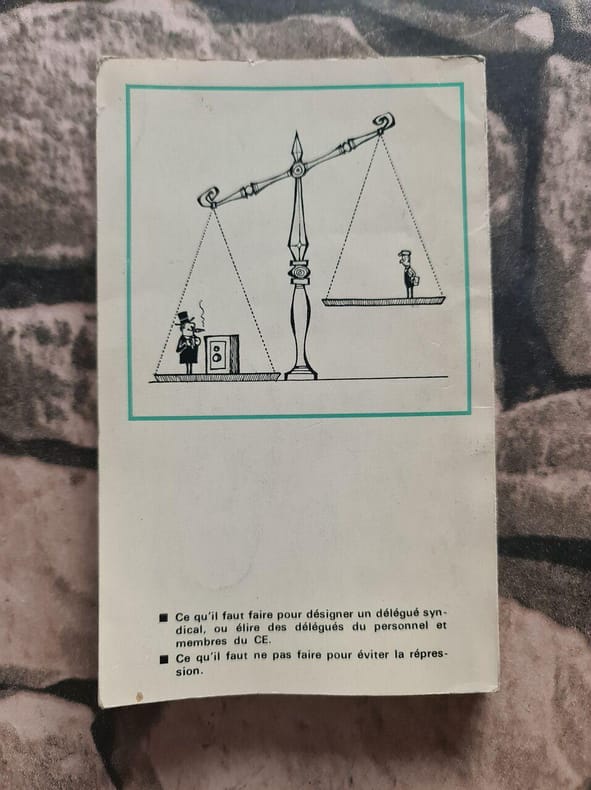 ■ Ce qu'il faut faire pour désigner un délégué syn-
dical, ou élire des délégués du personnel et
membres du CE.
■ Ce qu'il faut ne pas faire pour éviter la répres-
sion.